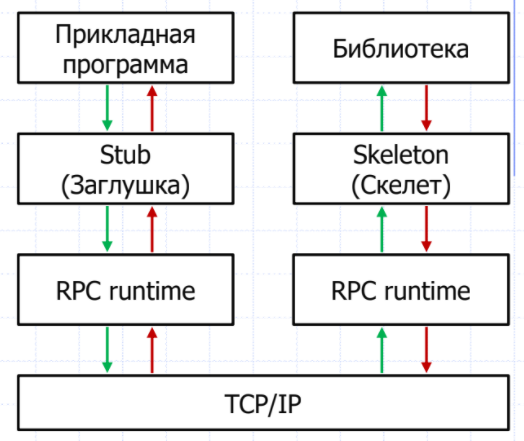 Прикладная
программа
Библиотека
Stub
(Заглушка)
Skeleton
(Скелет)
RPC runtime
RPC runtime
TCP/IP